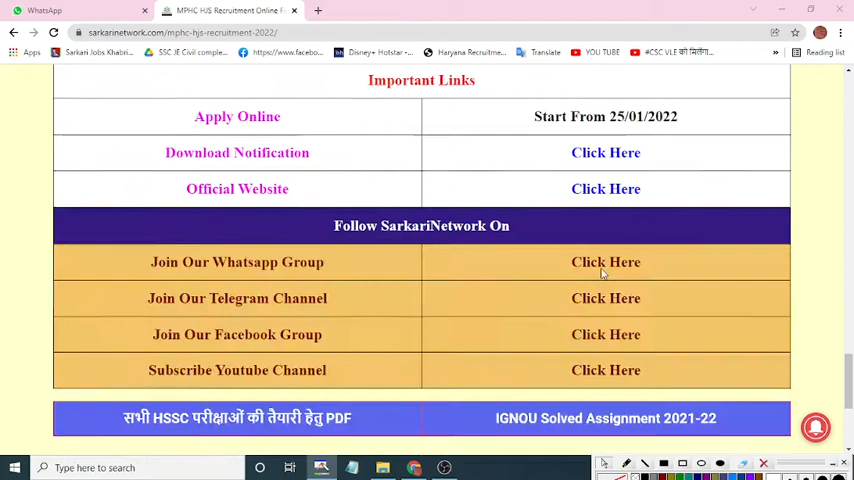 WhatsApp
MPHC HJS Recruitment Online Fo
sarkarinetwork.com/mphc-hjs-recruitment-2022/
Apps
Sarkari Jobs Khabri...
SSC JE Civil comple...
https://www.facebo...
Disney+ Hotstar -...
Haryana Recruitme...
Translate
YOU TUBE
#CSC VLE को मिलेंगा...
Reading list
Important Links
Apply Online Start From 25/01/2022
Download Notification Click Here
Official Website Click Here
Follow SarkariNetwork On
Join Our Whatsapp Group Click Here
Join Our Telegram Channel Click Here
Join Our Facebook Group Click Here
Subscribe Youtube Channel Click Here
सभी HSSC परीक्षाओं की तैयारी हेतु PDF IGNOU Solved Assignment 2021-22
Type here to search